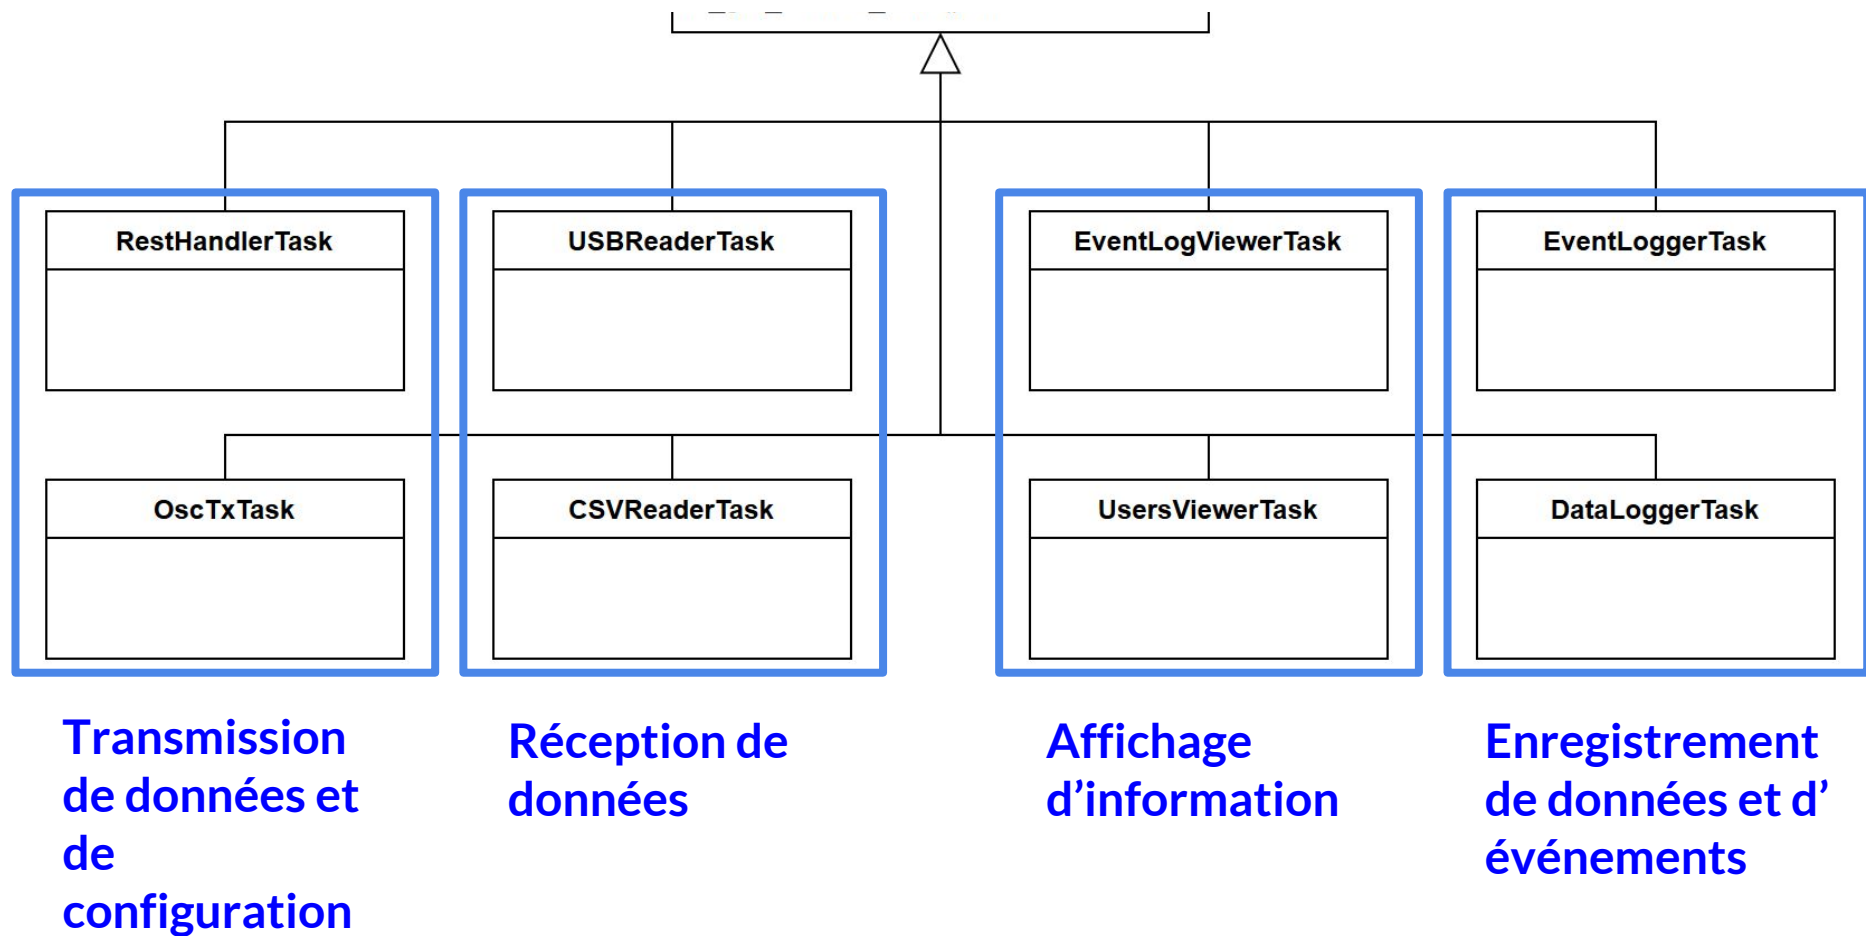 RestHandlerTask
USBReaderTask
EventLogViewerTask
EventLoggerTask
OscTxTask
CSVReaderTask
UsersViewerTask
DataLoggerTask
Transmission
de données et
de
configuration
Réception de
données
Affichage
d’information
Enregistrement
de données et d’
événements